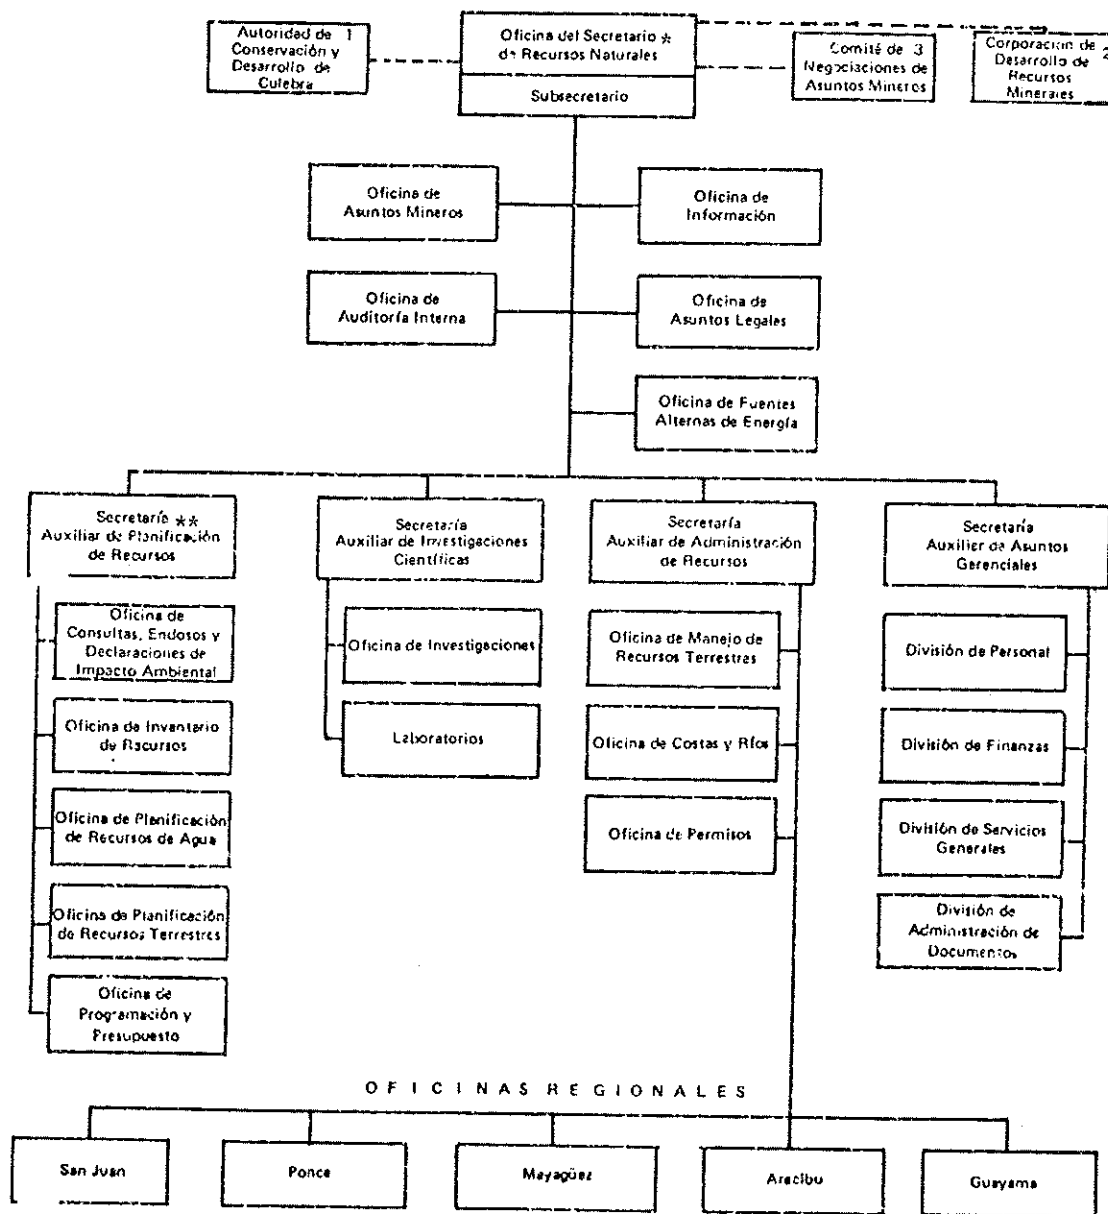 Autoridad de 1
Conservación y
Desarrollo de
Culebra
Oficina del Secretario *
de Recursos Naturales
Subsecretario
Comité de 3
Negociaciones de
Asuntos Mineros
Corporación de 2
Desarrollo de
Recursos
Minerales
Oficina de
Asuntos Mineros
Oficina de
Información
Oficina de
Auditoría Interna
Oficina de
Asuntos Legales
Oficina de Fuentes
Alternas de Energía
Secretaría **
Auxiliar de Planificación
de Recursos
Secretaría
Auxiliar de Investigaciones
Científicas
Secretaría
Auxiliar de Administración
de Recursos
Secretaría
Auxilier de Asuntos
Gerenciales
Oficina de
Consultas, Endosos y
Declaraciones de
Impacto Ambiental
Oficina de Inventario
de Recursos
Oficina de Planificación
de Recursos de Agua
Oficina de Planificación
de Recursos Terrestres
Oficina de
Programación y
Presupuesto
Oficina de Investigaciones
Laboratorios
Oficina de Manejo de
Recursos Terrestres
Oficina de Costas y Ríos
Oficina de Permisos
División de Personal
División de Finanzas
División de Servicios
Generales
División de
Administración de
Documentos
OFICINAS REGIONALES
San Juan
Ponce
Mayagüez
Arecibo
Guayama